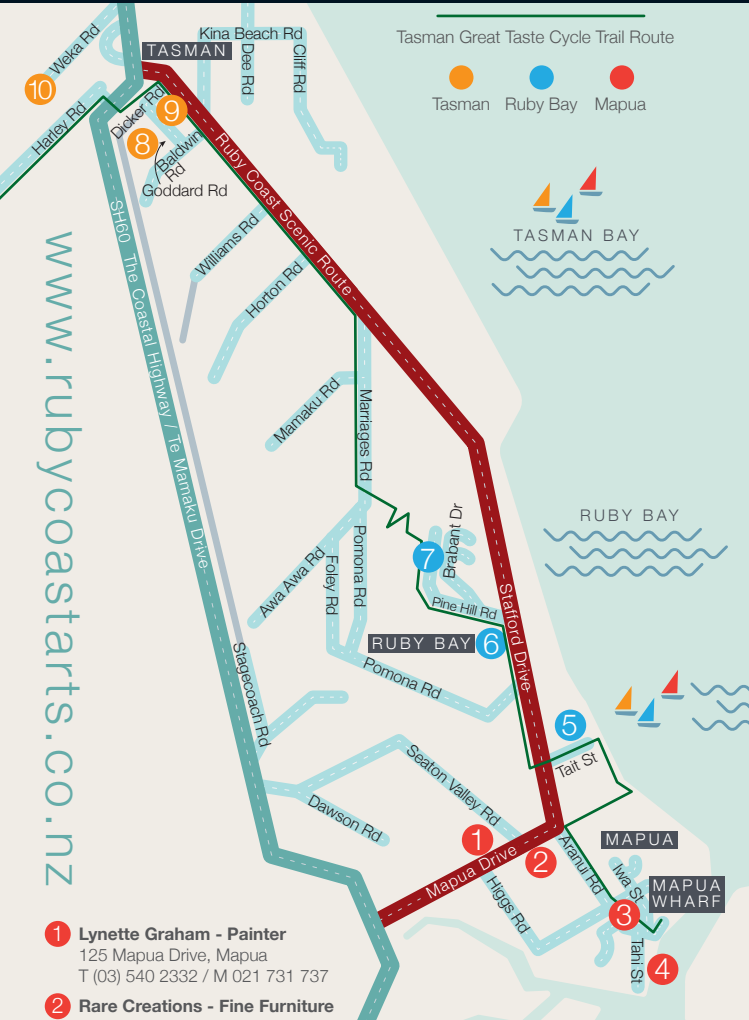 Tasman Great Taste Cycle Trail Route
Tasman
Ruby Bay
Mapua
Weka Rd
Kina Beach Rd
TASMAN
Dee Rd
Cliff Rd
10
Harley Rd
Dicker Rd
9
8
Baldwin
Rd
Goddard Rd
Ruby Coast Scenic Route
TASMAN BAY
SH60 The Coastal Highway / Te Mamaku Drive
www.rubycoastarts.co.nz
Williams Rd
Horton Rd
Mamaku Rd
Marriages Rd
RUBY BAY
Brabant Dr
7
Awa Awa Rd
Foley Rd
Pomona Rd
Pine Hill Rd
Stafford Drive
RUBY BAY
6
Pomona Rd
Stagecoach Rd
5
Tait St
Seaton Valley Rd
Dawson Rd
1
Mapua Drive
2
Aranui Rd
MAPUA
Iwa St
MAPUA
WHARF
Higgs Rd
3
Tahi St
4
1 Lynette Graham - Painter
125 Mapua Drive, Mapua
T (03) 540 2332 / M 021 731 737
2 Rare Creations - Fine Furniture